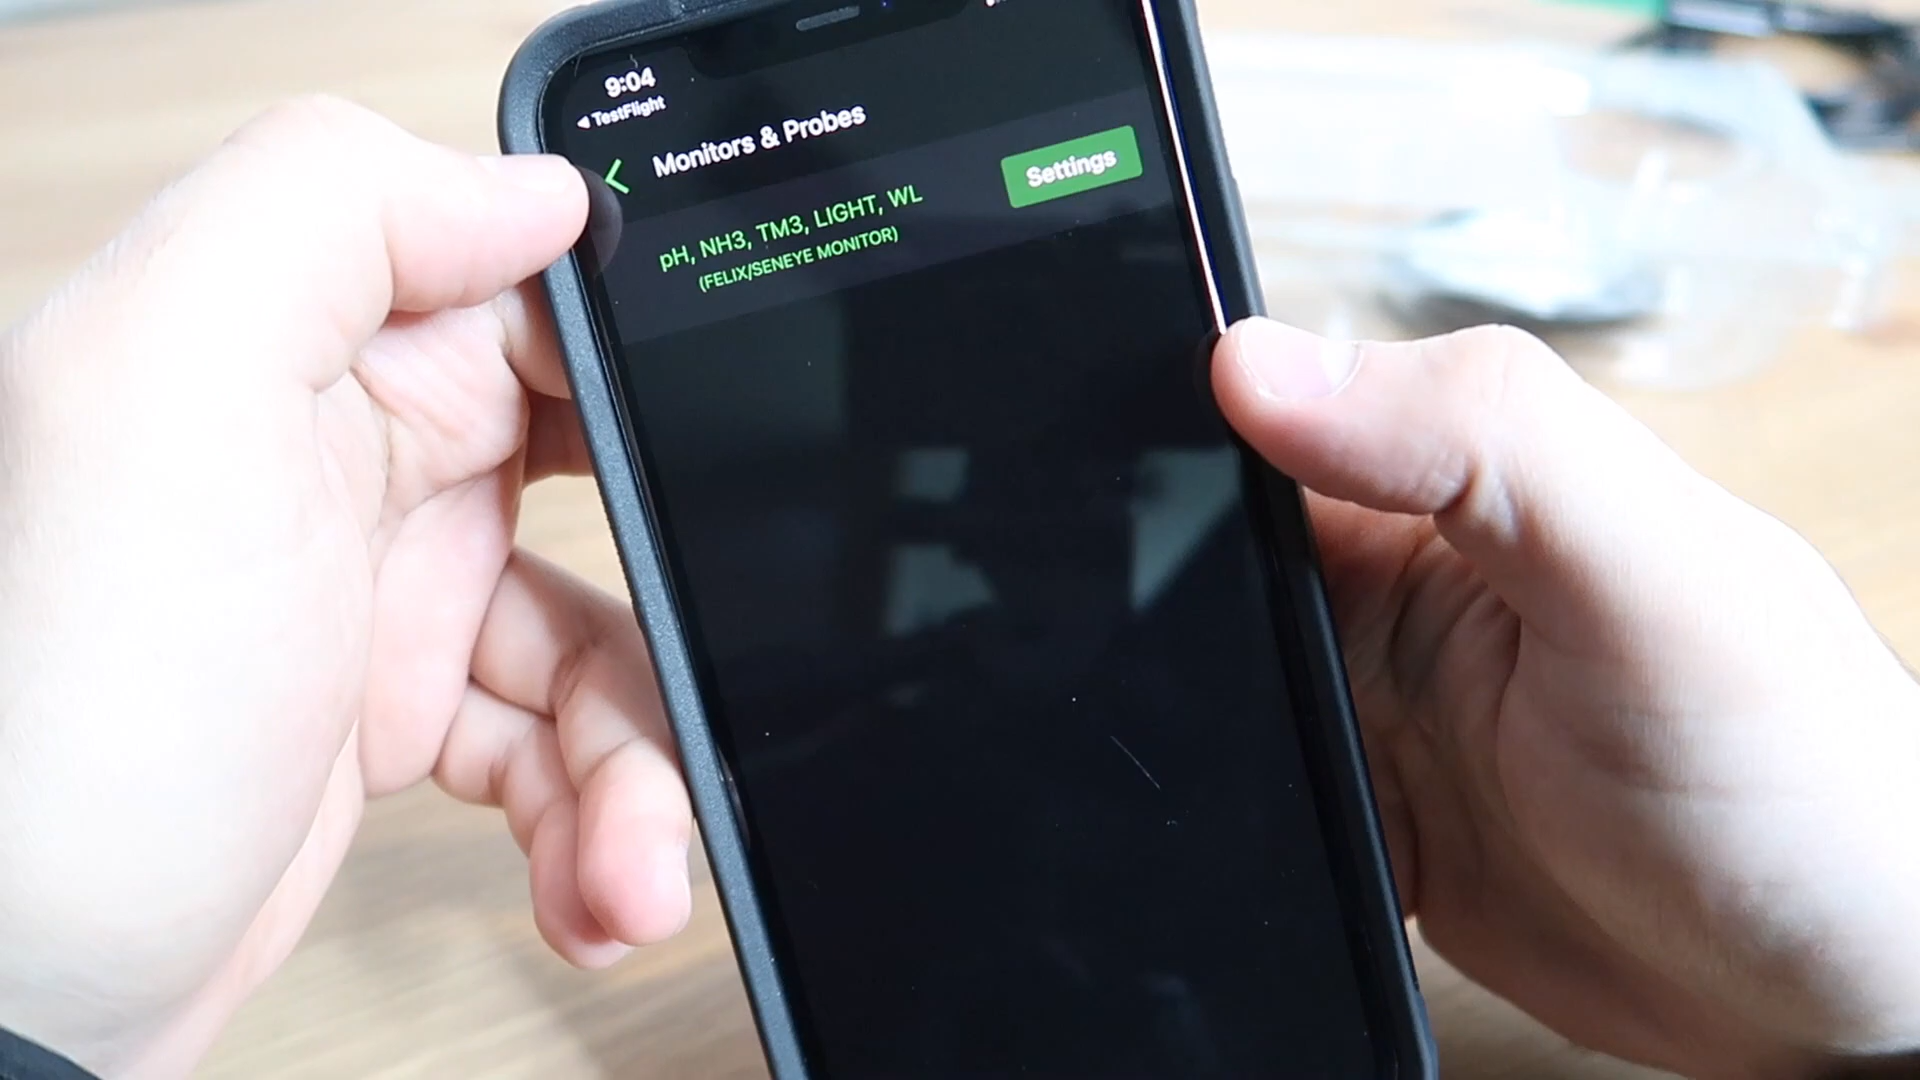 9:04
◀ TestFlight
Monitors & Probes
Settings
pH, NH3, TM3, LIGHT, WL
(FELIX/SENEYE MONITOR)